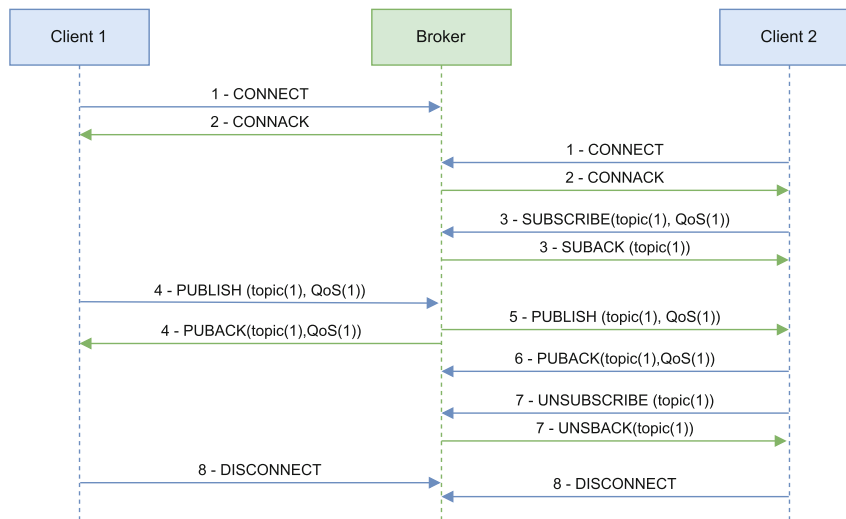 Client 1
Broker
Client 2
1 - CONNECT
2 - CONNACK
1 - CONNECT
2 - CONNACK
3 - SUBSCRIBE(topic(1), QoS(1))
3 - SUBACK (topic(1))
4 - PUBLISH (topic(1), QoS(1))
5 - PUBLISH (topic(1), QoS(1))
4 - PUBACK(topic(1),QoS(1))
6 - PUBACK(topic(1),QoS(1))
7 - UNSUBSCRIBE (topic(1))
7 - UNSBACK(topic(1))
8 - DISCONNECT
8 - DISCONNECT